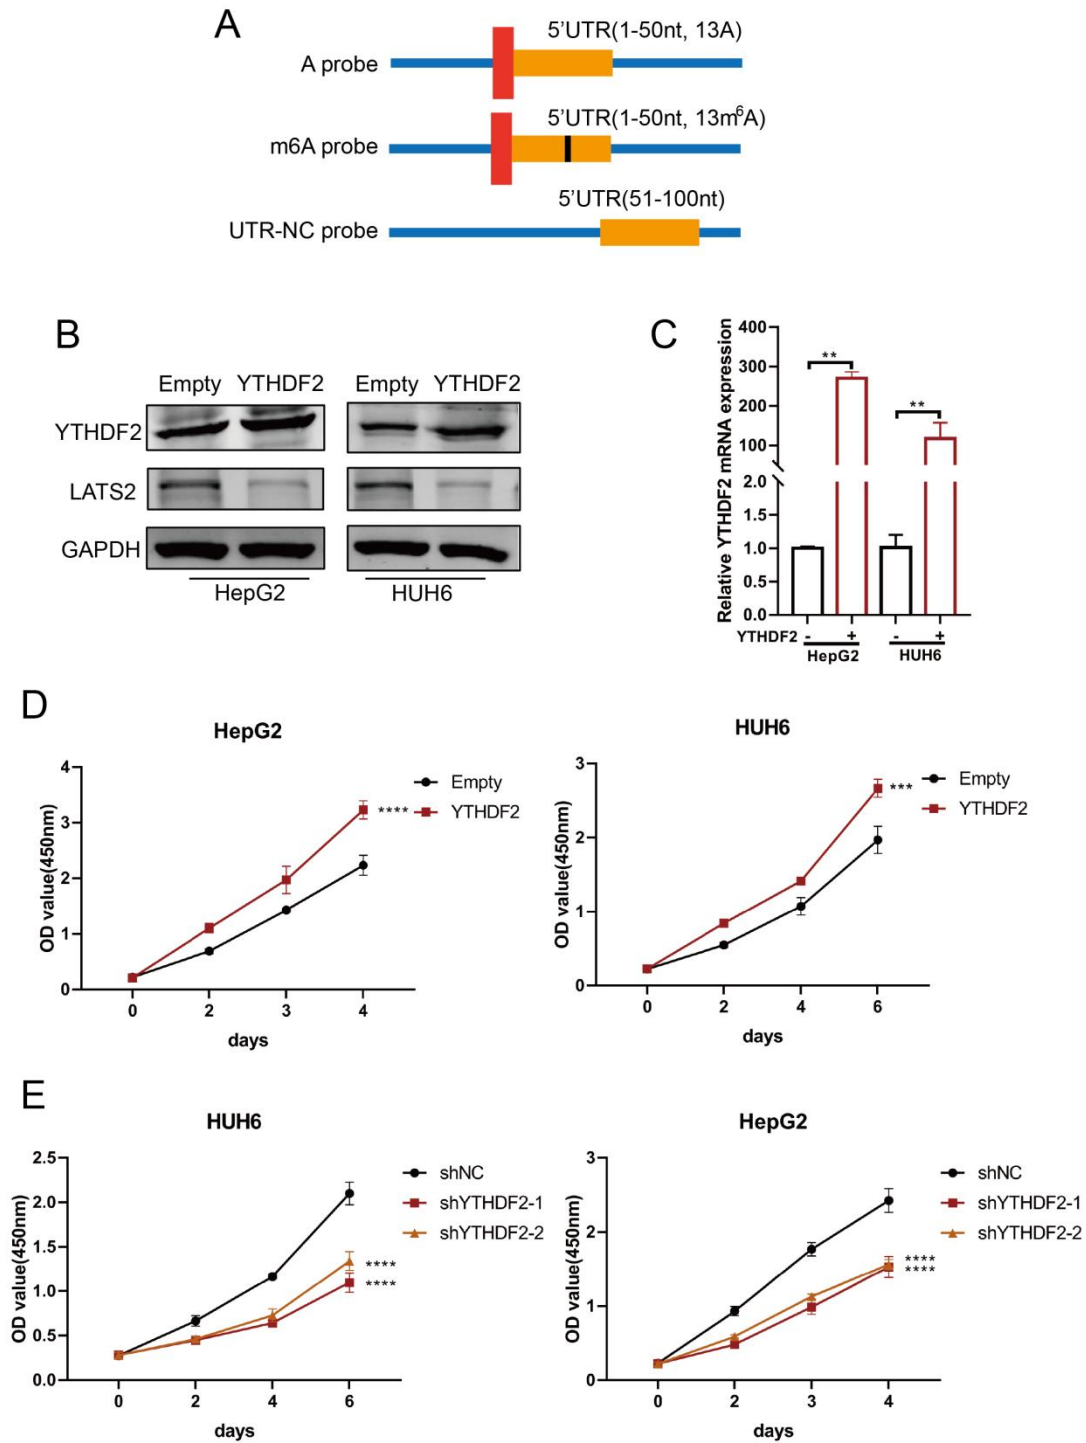 A
5'UTR(1-50nt, 13A)
A probe
5'UTR(1-50nt, 13m⁶A)
m6A probe
5'UTR(51-100nt)
UTR-NC probe
B
Empty YTHDF2 Empty YTHDF2
YTHDF2
LATS2
GAPDH
HepG2 HUH6
C
Relative YTHDF2 mRNA expression
400
300
200
100
2.0
1.5
1.0
0.5
0.0
** **
YTHDF2 - + - +
HepG2 HUH6
D
HepG2
OD value(450nm)
4
3
2
1
0
0 2 3 4
days
Empty
YTHDF2
****
HUH6
OD value(450nm)
3
2
1
0
0 2 4 6
days
Empty
YTHDF2
***
E
HUH6
OD value(450nm)
2.5
2.0
1.5
1.0
0.5
0.0
0 2 4 6
days
shNC
shYTHDF2-1
shYTHDF2-2
****
****
HepG2
OD value(450nm)
3
2
1
0
0 2 3 4
days
shNC
shYTHDF2-1
shYTHDF2-2
****
****